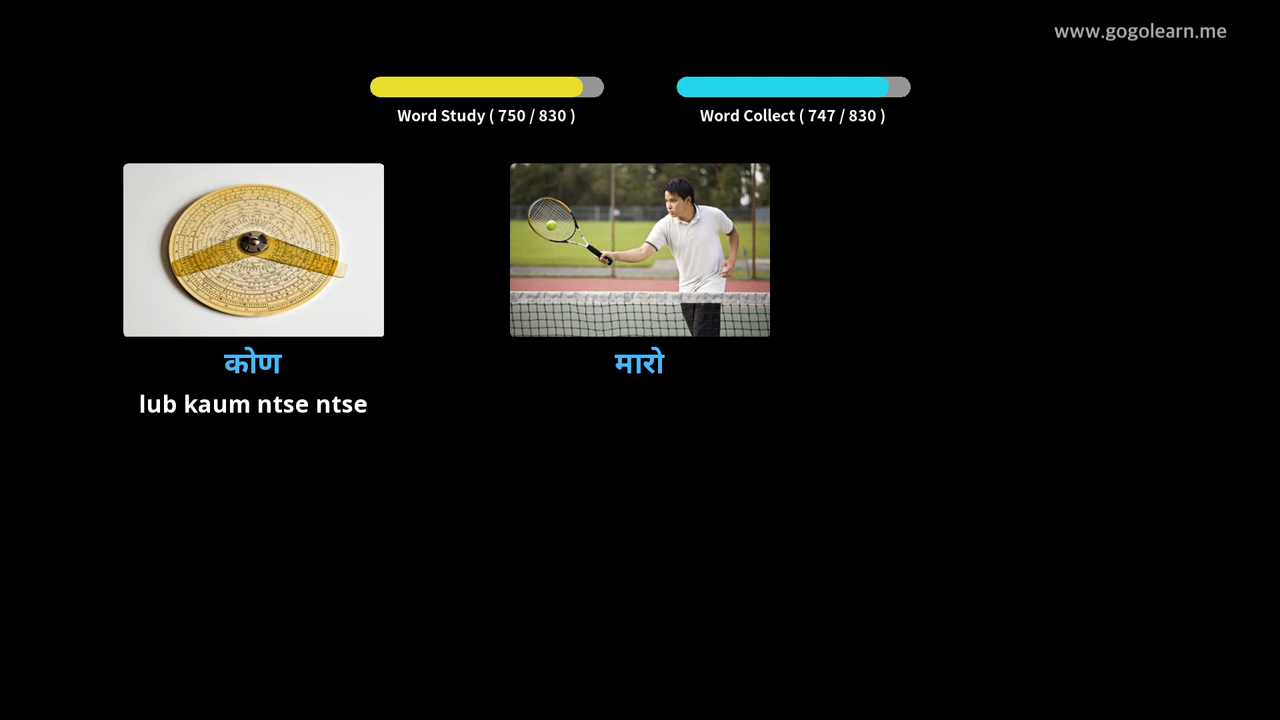 www.gogolearn.me
Word Study ( 750 / 830 )
Word Collect ( 747 / 830 )
कोण
मारो
lub kaum ntse ntse